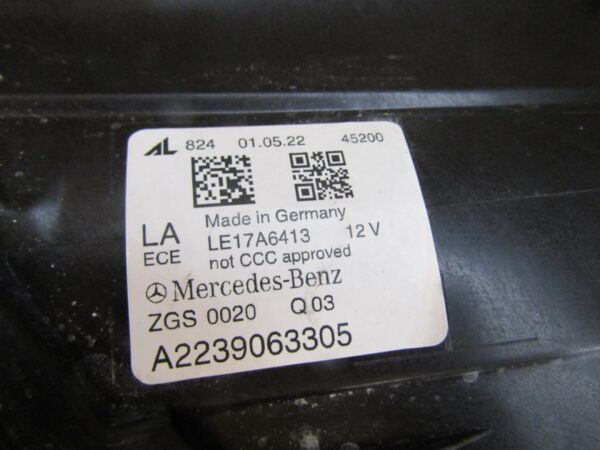 AL 824 01.05.22 45200
Made in Germany
LA LE17A6413 12 V
ECE not CCC approved
Mercedes-Benz
ZGS 0020 Q 03
A2239063305